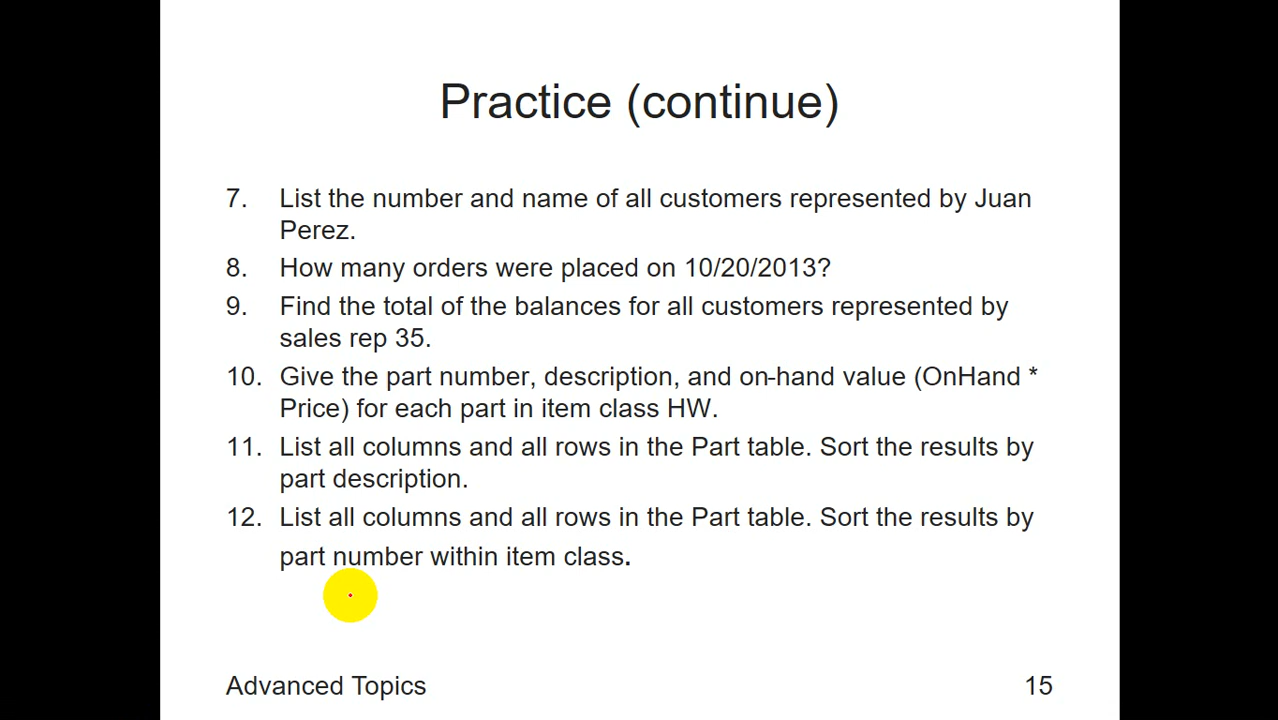 Practice (continue)
7. List the number and name of all customers represented by Juan
Perez.
8. How many orders were placed on 10/20/2013?
9. Find the total of the balances for all customers represented by
sales rep 35.
10. Give the part number, description, and on-hand value (OnHand *
Price) for each part in item class HW.
11. List all columns and all rows in the Part table. Sort the results by
part description.
12. List all columns and all rows in the Part table. Sort the results by
part number within item class.
Advanced Topics
15